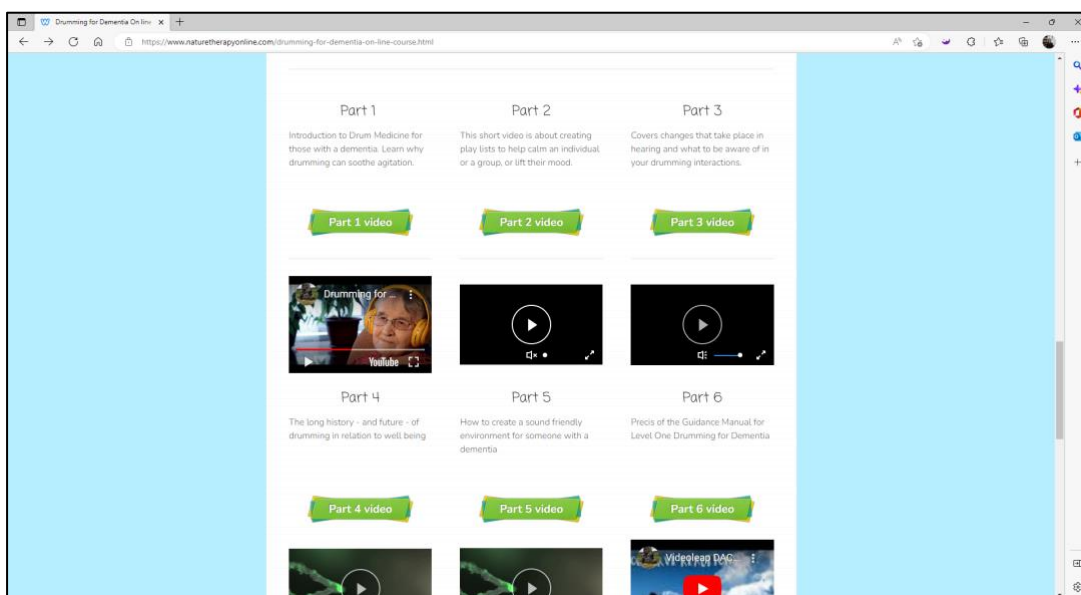 Drumming for Dementia On line
https://www.naturetherapyonline.com/drumming-for-dementia-on-line-course.html
Part 1
Introduction to Drum Medicine for
those with a dementia. Learn why
drumming can soothe agitation.
Part 2
This short video is about creating
play lists to help calm an individual
or a group, or lift their mood.
Part 3
Covers changes that take place in
hearing and what to be aware of in
your drumming interactions.
Part 1 video
Part 2 video
Part 3 video
Drumming for ...
YouTube
Part 4
The long history - and future - of
drumming in relation to well being
Part 5
How to create a sound friendly
environment for someone with a
dementia
Part 6
Precis of the Guidance Manual for
Level One Drumming for Dementia
Part 4 video
Part 5 video
Part 6 video
Videoleap DAC...